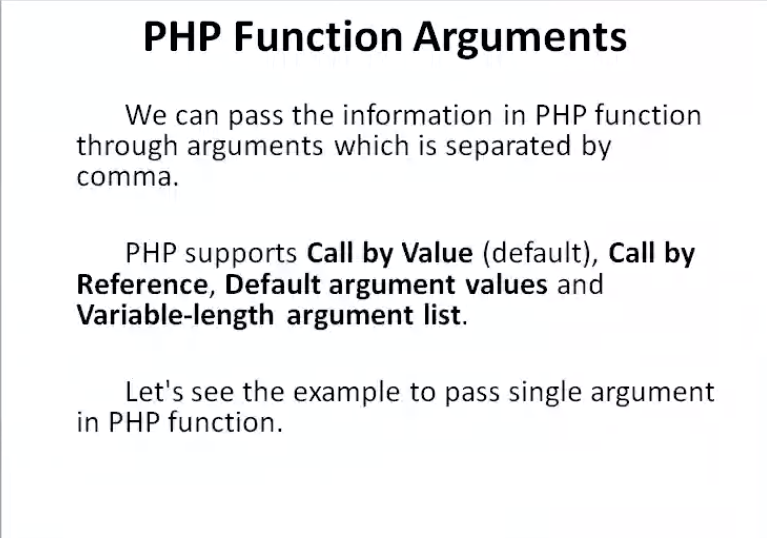 PHP Function Arguments
We can pass the information in PHP function
through arguments which is separated by
comma.
PHP supports Call by Value (default), Call by
Reference, Default argument values and
Variable-length argument list.
Let's see the example to pass single argument
in PHP function.